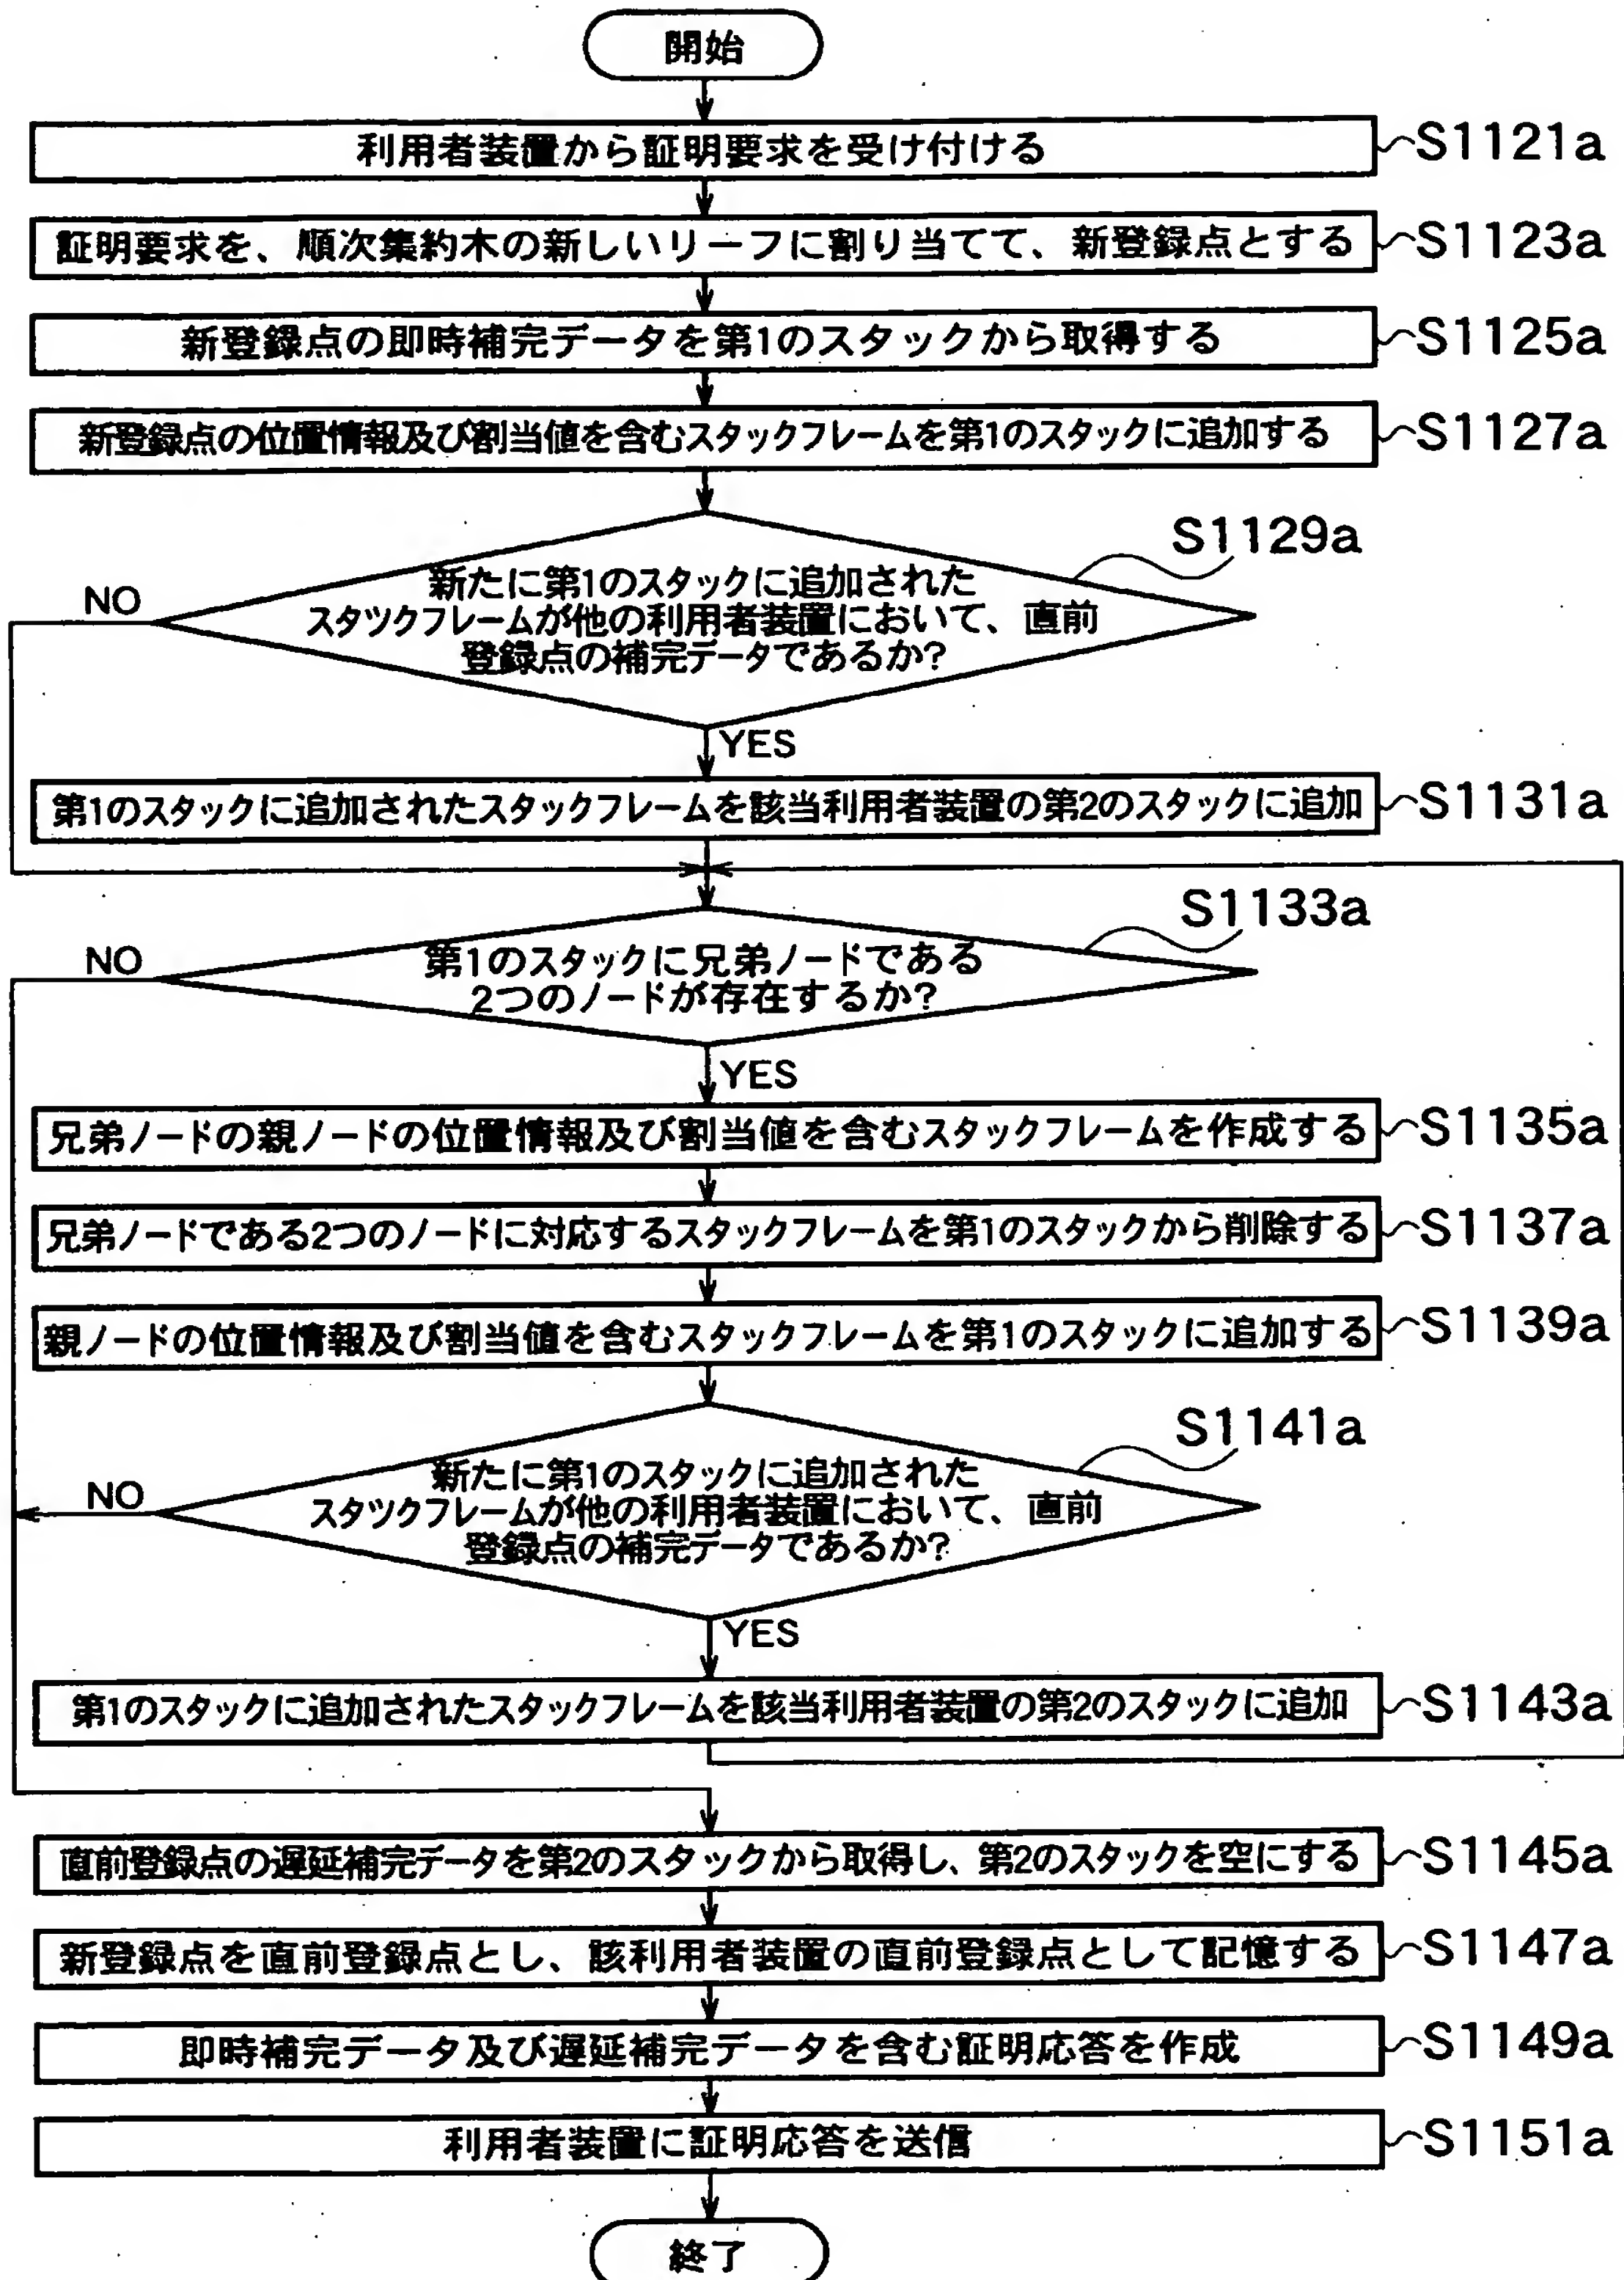 開始
利用者装置から証明要求を受け付ける
S1121a
証明要求を、順次集約木の新しいリーフに割り当てて、新登録点とする
S1123a
新登録点の即時補完データを第1のスタックから取得する
S1125a
新登録点の位置情報及び割当値を含むスタックフレームを第1のスタックに追加する
S1127a
S1129a
NO
新たに第1のスタックに追加された
スタツクフレームが他の利用者装置において、直前
登録点の補完データであるか?
YES
第1のスタックに追加されたスタックフレームを該当利用者装置の第2のスタックに追加
S1131a
S1133a
NO
第1のスタックに兄弟ノードである
2つのノードが存在するか?
YES
兄弟ノードの親ノードの位置情報及び割当値を含むスタックフレームを作成する
S1135a
兄弟ノードである2つのノードに対応するスタックフレームを第1のスタックから削除する
S1137a
親ノードの位置情報及び割当値を含むスタックフレームを第1のスタックに追加する
S1139a
S1141a
NO
新たに第1のスタックに追加された
スタツクフレームが他の利用者装置において、直前
登録点の補完データであるか?
YES
第1のスタックに追加されたスタックフレームを該当利用者装置の第2のスタックに追加
S1143a
直前登録点の遅延補完データを第2のスタックから取得し、第2のスタックを空にする
S1145a
新登録点を直前登録点とし、該利用者装置の直前登録点として記憶する
S1147a
即時補完データ及び遅延補完データを含む証明応答を作成
S1149a
利用者装置に証明応答を送信
S1151a
終了